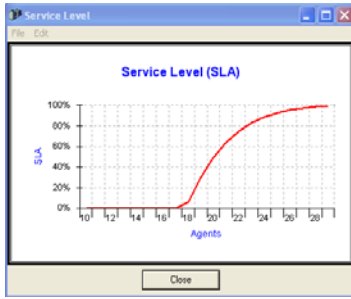 Service Level
File Edit
Service Level (SLA)
100%
80%
60%
40%
20%
0%
SLA
10 12 14 16 18 20 22 24 26 28
Agents
Close